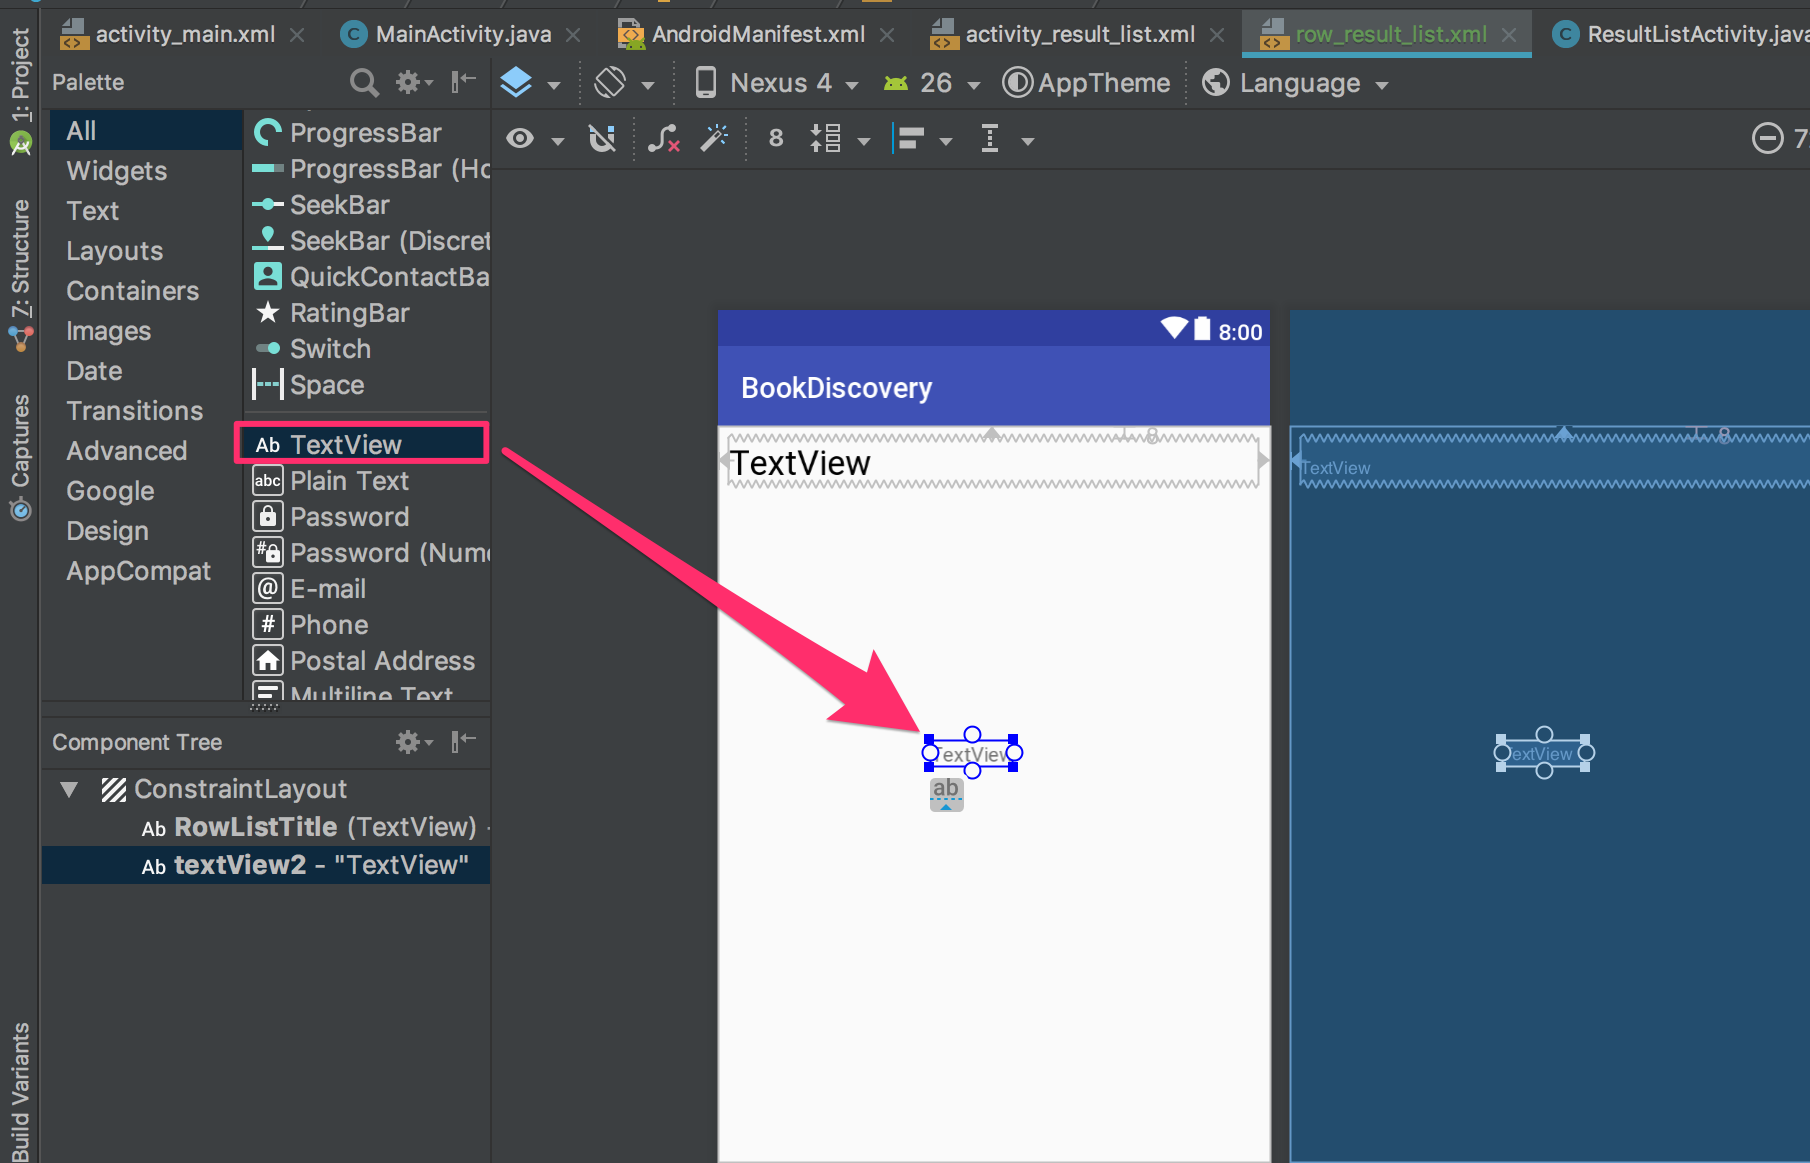 activity_main.xml
MainActivity.java
AndroidManifest.xml
activity_result_list.xml
row_result_list.xml
ResultListActivity.java
1: Project
7: Structure
Captures
Build Variants
Palette
Nexus 4
26
AppTheme
Language
8
7
All
Widgets
Text
Layouts
Containers
Images
Date
Transitions
Advanced
Google
Design
AppCompat
ProgressBar
ProgressBar (Ho
SeekBar
SeekBar (Discret
QuickContactBa
RatingBar
Switch
Space
Ab TextView
abc Plain Text
Password
# Password (Num
@ E-mail
# Phone
Postal Address
Multiline Text
8:00
BookDiscovery
8
TextView
TextView
ab
8
TextView
TextView
Component Tree
ConstraintLayout
Ab RowListTitle (TextView) -
Ab textView2 - "TextView"